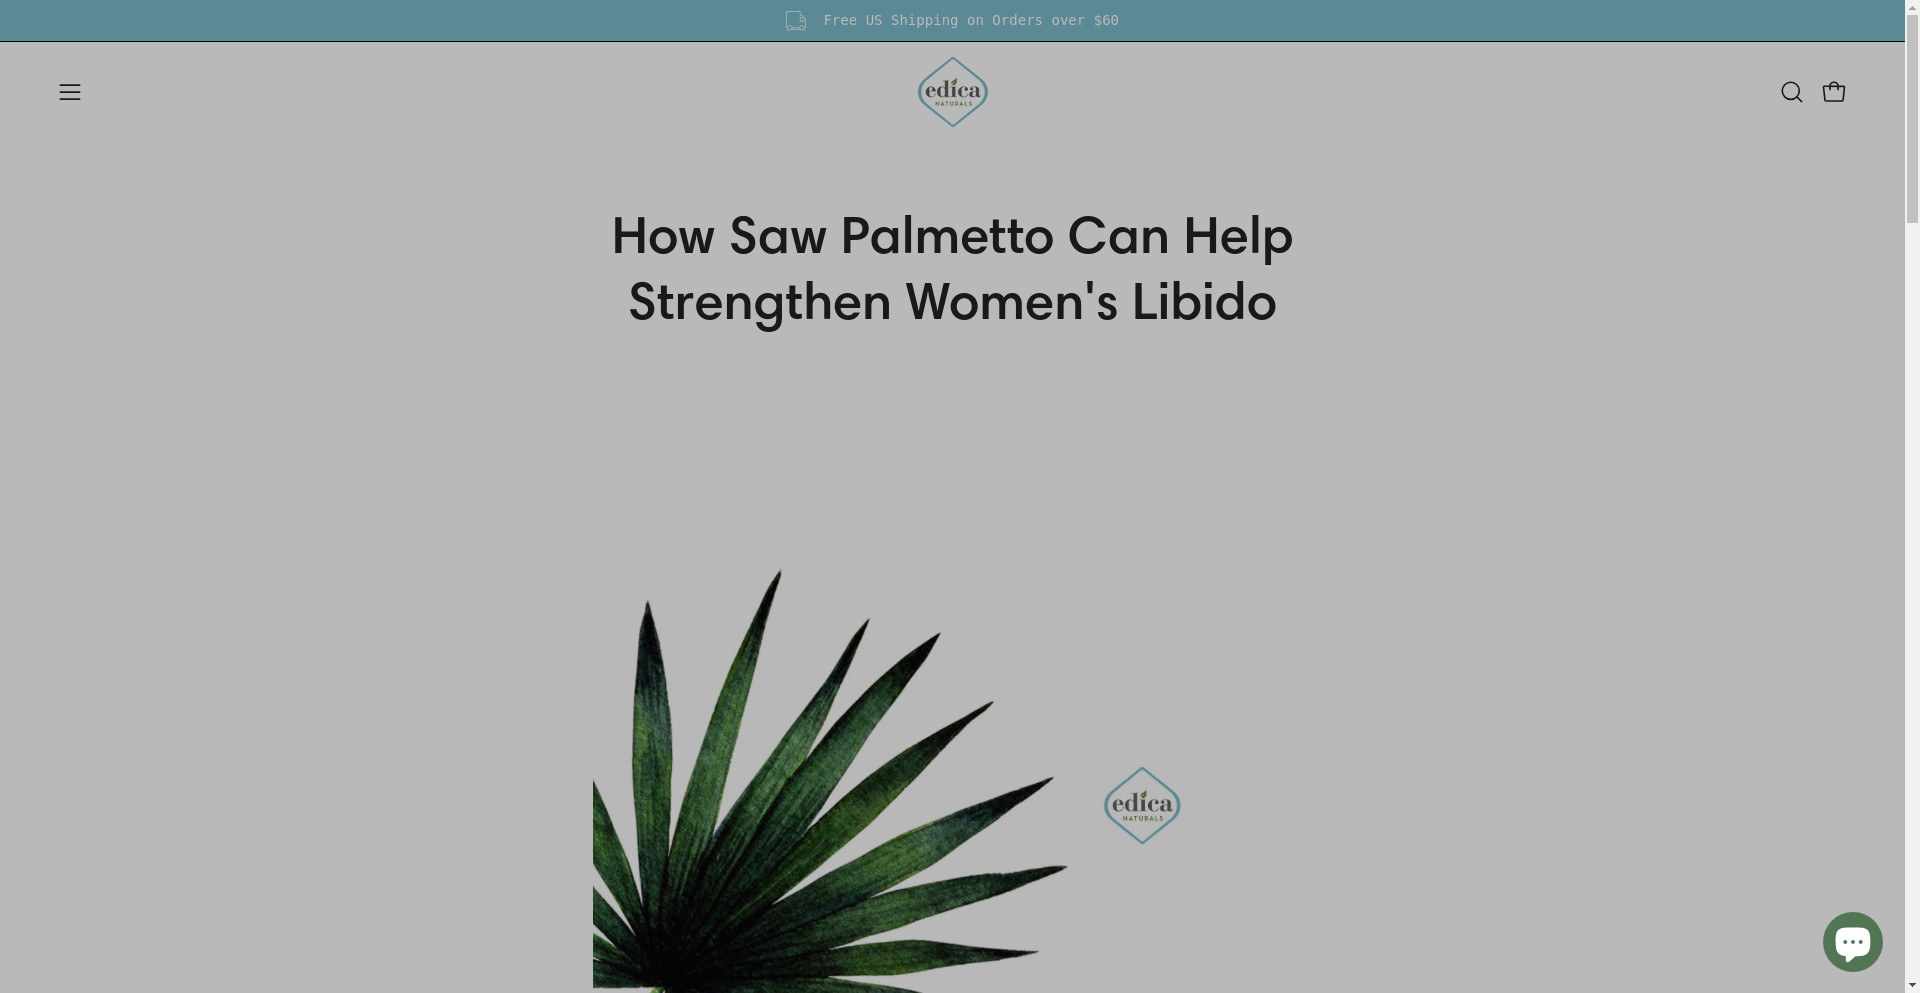 Free US Shipping on Orders over $60
edica
NATURALS
How Saw Palmetto Can Help
Strengthen Women's Libido
edica
NATURALS